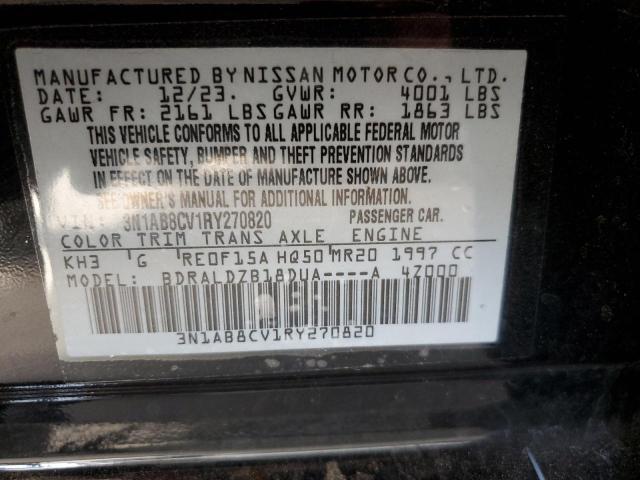 MANUFACTURED BY NISSAN MOTOR CO., LTD.
DATE: 12/23. GVWR: 4001 LBS
GAWR FR: 2161 LBS GAWR RR: 1863 LBS
THIS VEHICLE CONFORMS TO ALL APPLICABLE FEDERAL MOTOR
VEHICLE SAFETY, BUMPER AND THEFT PREVENTION STANDARDS
IN EFFECT ON THE DATE OF MANUFACTURE SHOWN ABOVE.
SEE OWNER'S MANUAL FOR ADDITIONAL INFORMATION.
VIN: 3N1AB8CV1RY270820 PASSENGER CAR.
COLOR TRIM TRANS AXLE ENGINE
KH3 G RE0F15A HQ50 MR20 1997 CC
MODEL: BDRALDZB18DUA----A 4Z000
3N1AB8CV1RY270820